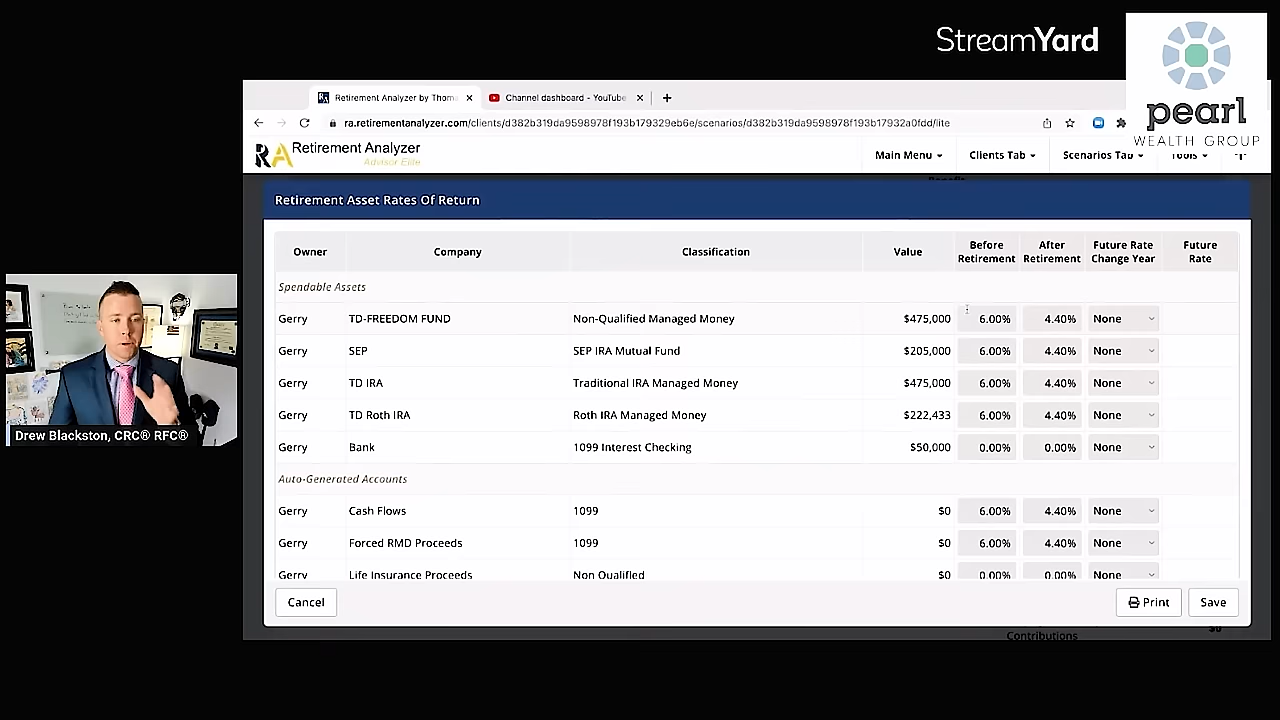 StreamYard
pearl
WEALTH GROUP
Retirement Analyzer by Thom
Channel dashboard - YouTube
ra.retirementanalyzer.com/clients/d382b319da9598978f193b179329eb6e/scenarios/d382b319da9598978f193b17932a0fdd/lite
RA Retirement Analyzer
Advisor Elite
Main Menu Clients Tab Scenarios Tab Tools
Retirement Asset Rates Of Return
Owner Company Classification Value Before Retirement After Retirement Future Rate Change Year Future Rate
Spendable Assets
Gerry TD-FREEDOM FUND Non-Qualified Managed Money $475,000 6.00% 4.40% None
Gerry SEP SEP IRA Mutual Fund $205,000 6.00% 4.40% None
Gerry TD IRA Traditional IRA Managed Money $475,000 6.00% 4.40% None
Gerry TD Roth IRA Roth IRA Managed Money $222,433 6.00% 4.40% None
Gerry Bank 1099 Interest Checking $50,000 0.00% 0.00% None
Auto-Generated Accounts
Gerry Cash Flows 1099 $0 6.00% 4.40% None
Gerry Forced RMD Proceeds 1099 $0 6.00% 4.40% None
Gerry Life Insurance Proceeds Non Qualified $0 0.00% 0.00% None
Cancel Print Save
Contributions $0
Drew Blackston, CRC® RFC®